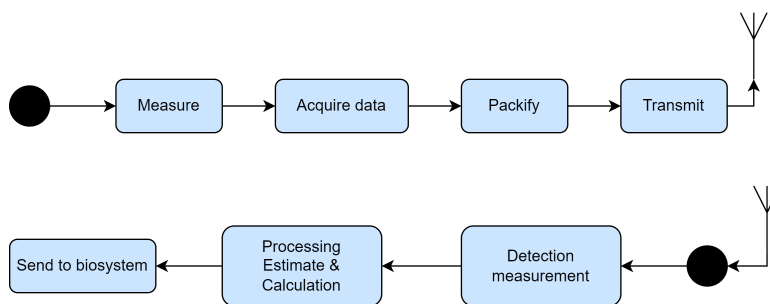 Measure
Acquire data
Packify
Transmit
Send to biosystem
Processing
Estimate &
Calculation
Detection
measurement